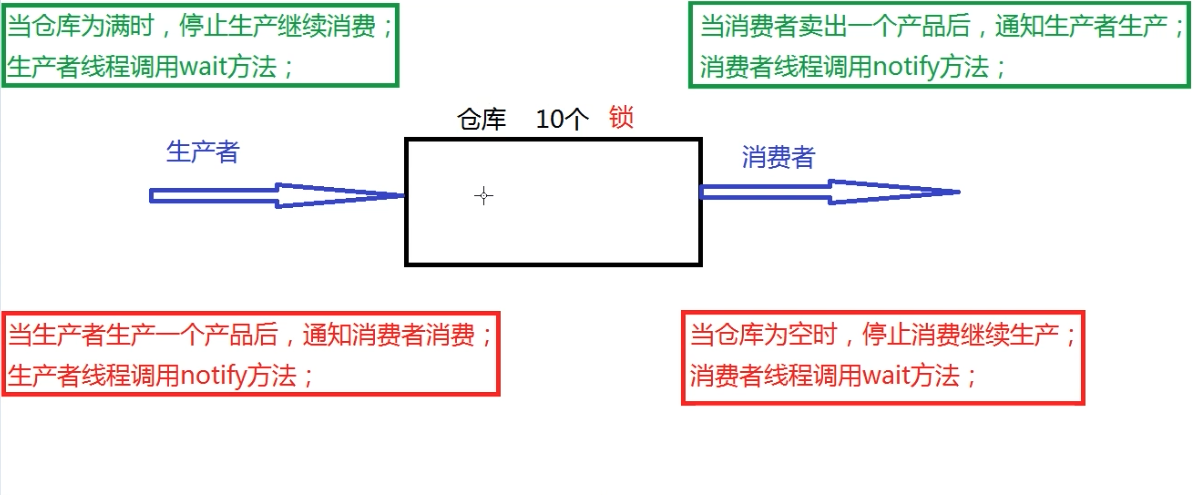 当仓库为满时，停止生产继续消费；
生产者线程调用wait方法；
当消费者卖出一个产品后，通知生产者生产；
消费者线程调用notify方法；
仓库 10个 锁
生产者
消费者
当生产者生产一个产品后，通知消费者消费；
生产者线程调用notify方法；
当仓库为空时，停止消费继续生产；
消费者线程调用wait方法；